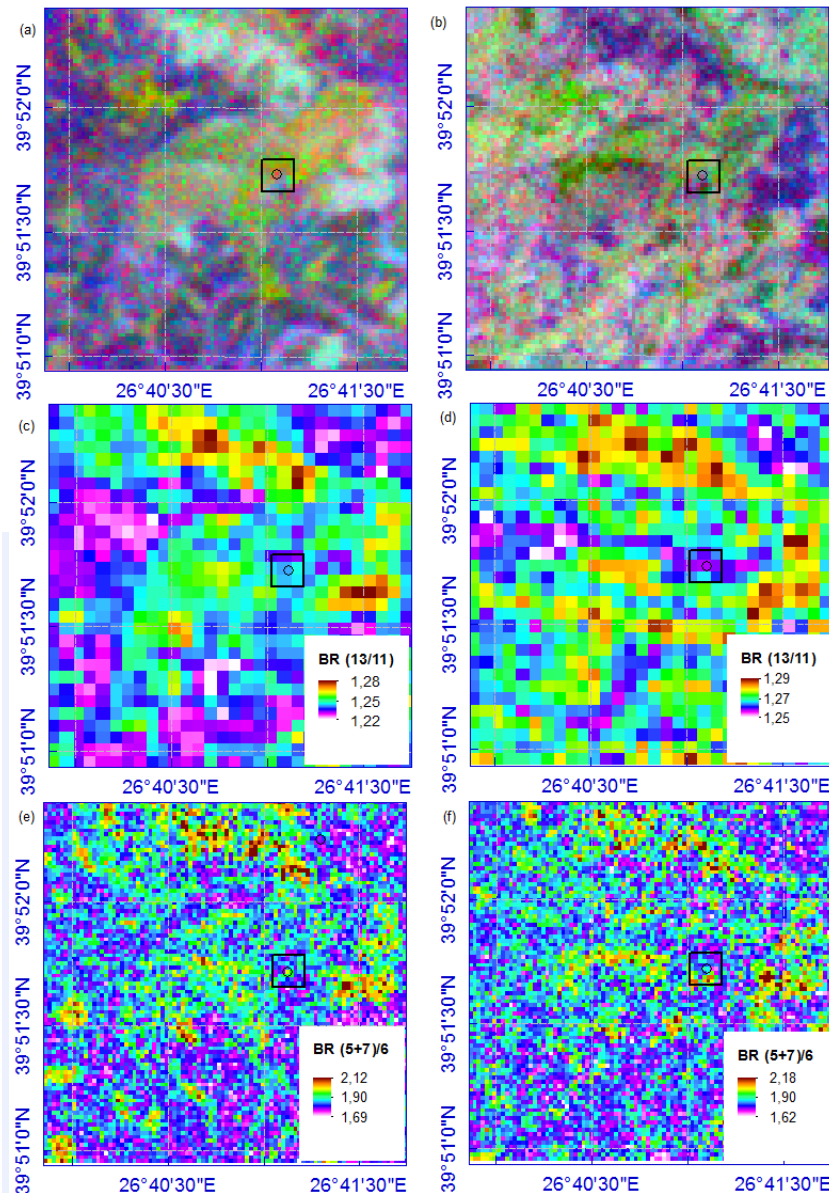 (a)
39°52'0"N
39°51'30"N
39°51'0"N
26°40'30"E
26°41'30"E
(b)
39°52'0"N
39°51'30"N
39°51'0"N
26°40'30"E
26°41'30"E
(c)
39°52'0"N
39°51'30"N
39°51'0"N
BR (13/11)
1,28
1,25
1,22
26°40'30"E
26°41'30"E
(d)
39°52'0"N
39°51'30"N
39°51'0"N
BR (13/11)
1,29
1,27
1,25
26°40'30"E
26°41'30"E
(e)
39°52'0"N
39°51'30"N
39°51'0"N
BR (5+7)/6
2,12
1,90
1,69
26°40'30"E
26°41'30"E
(f)
39°52'0"N
39°51'30"N
39°51'0"N
BR (5+7)/6
2,18
1,90
1,62
26°40'30"E
26°41'30"E